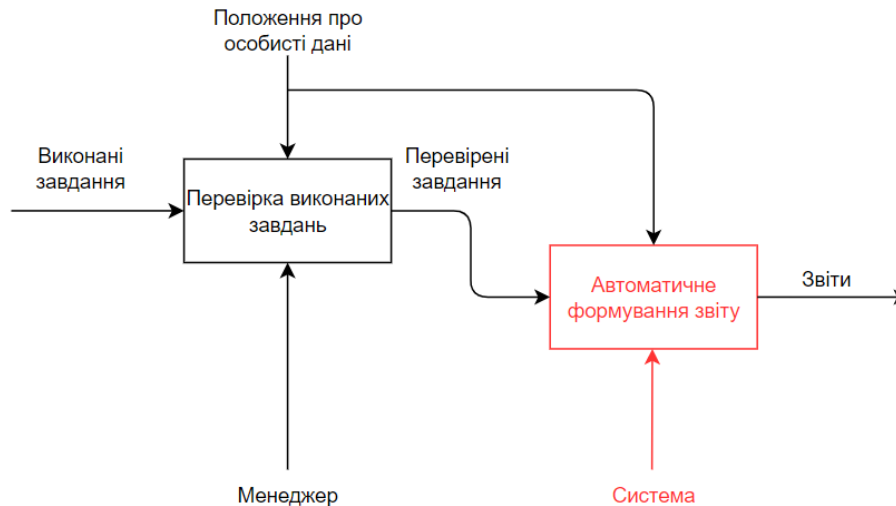 Положення про
особисті дані
Виконані
завдання
Перевірка виконаних
завдань
Перевірені
завдання
Автоматичне
формування звіту
Звіти
Менеджер
Система